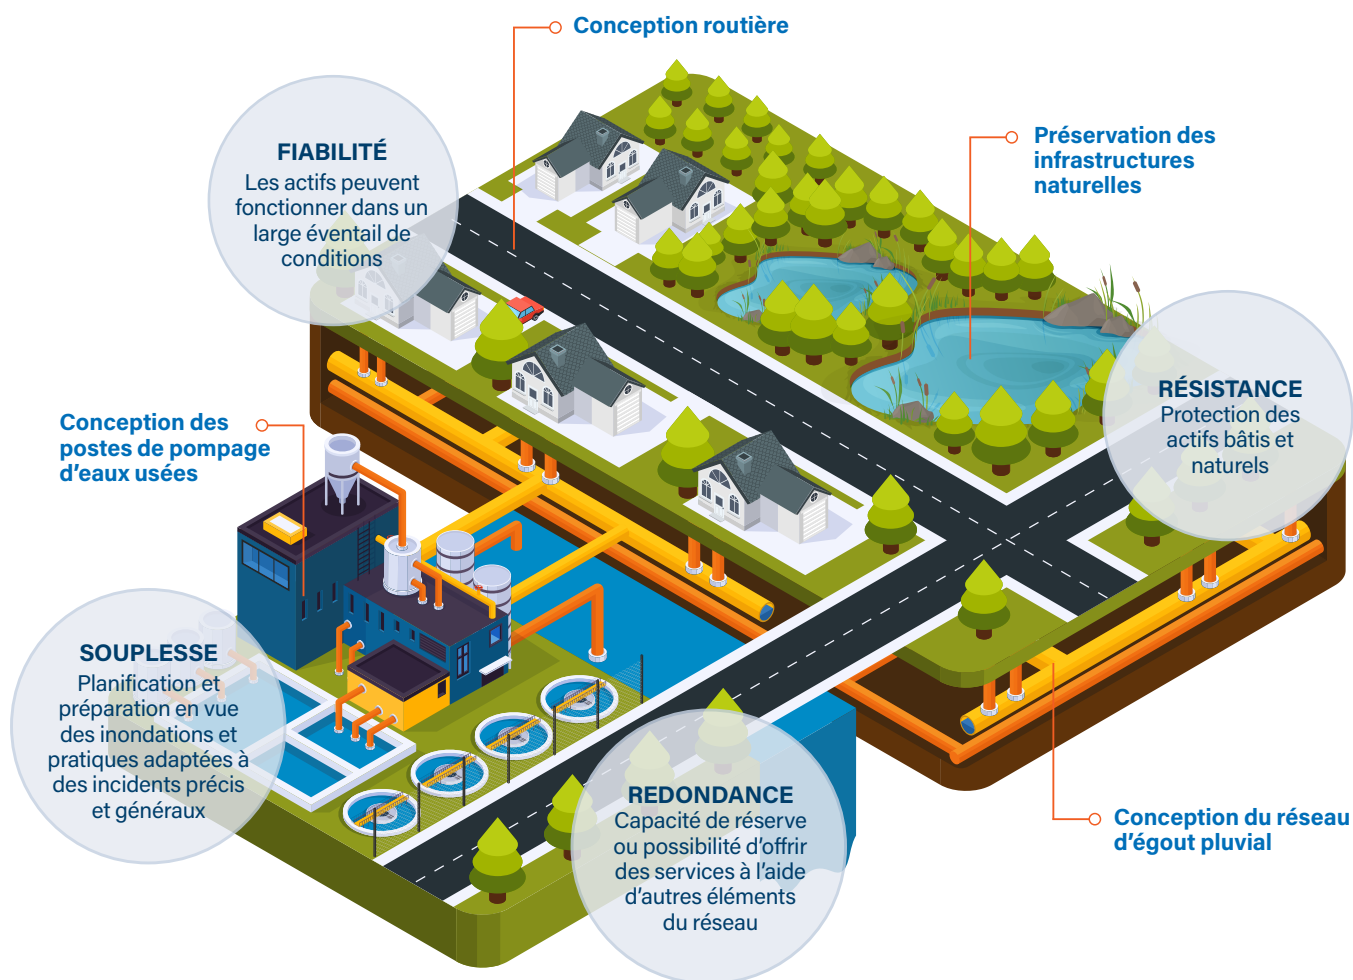 Conception routière
FIABILITÉ
Les actifs peuvent
fonctionner dans un
large éventail de
conditions
Préservation des
infrastructures
naturelles
RÉSISTANCE
Protection des
actifs bâtis et
naturels
Conception des
postes de pompage
d’eaux usées
SOUPLESSE
Planification et
préparation en vue
des inondations et
pratiques adaptées à
des incidents précis
et généraux
REDONDANCE
Capacité de réserve
ou possibilité d’offrir
des services à l’aide
d’autres éléments
du réseau
Conception du réseau
d’égout pluvial